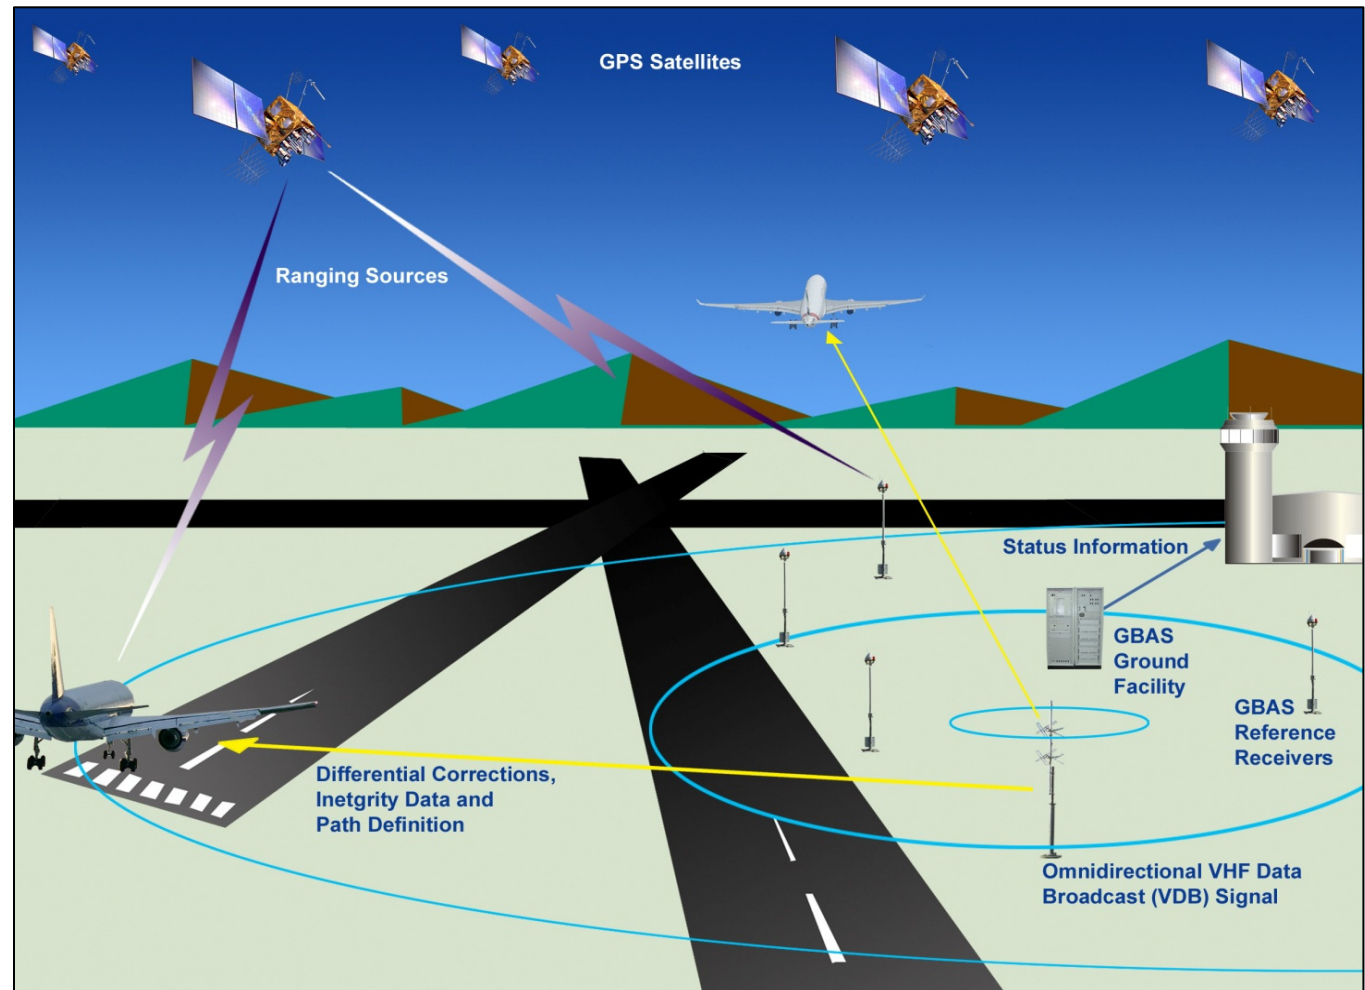 GPS Satellites
Ranging Sources
Status Information
GBAS
Ground
Facility
GBAS
Reference
Receivers
Differential Corrections,
Inetgrity Data and
Path Definition
Omnidirectional VHF Data
Broadcast (VDB) Signal